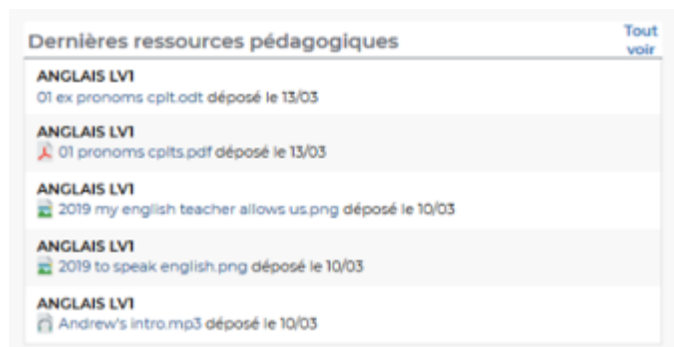 Dernières ressources pédagogiques
Tout voir
ANGLAIS LV1
01 ex pronoms cplt.odt déposé le 13/03
ANGLAIS LV1
01 pronoms cplts.pdf déposé le 13/03
ANGLAIS LV1
2019 my english teacher allows us.png déposé le 10/03
ANGLAIS LV1
2019 to speak english.png déposé le 10/03
ANGLAIS LV1
Andrew's intro.mp3 déposé le 10/03